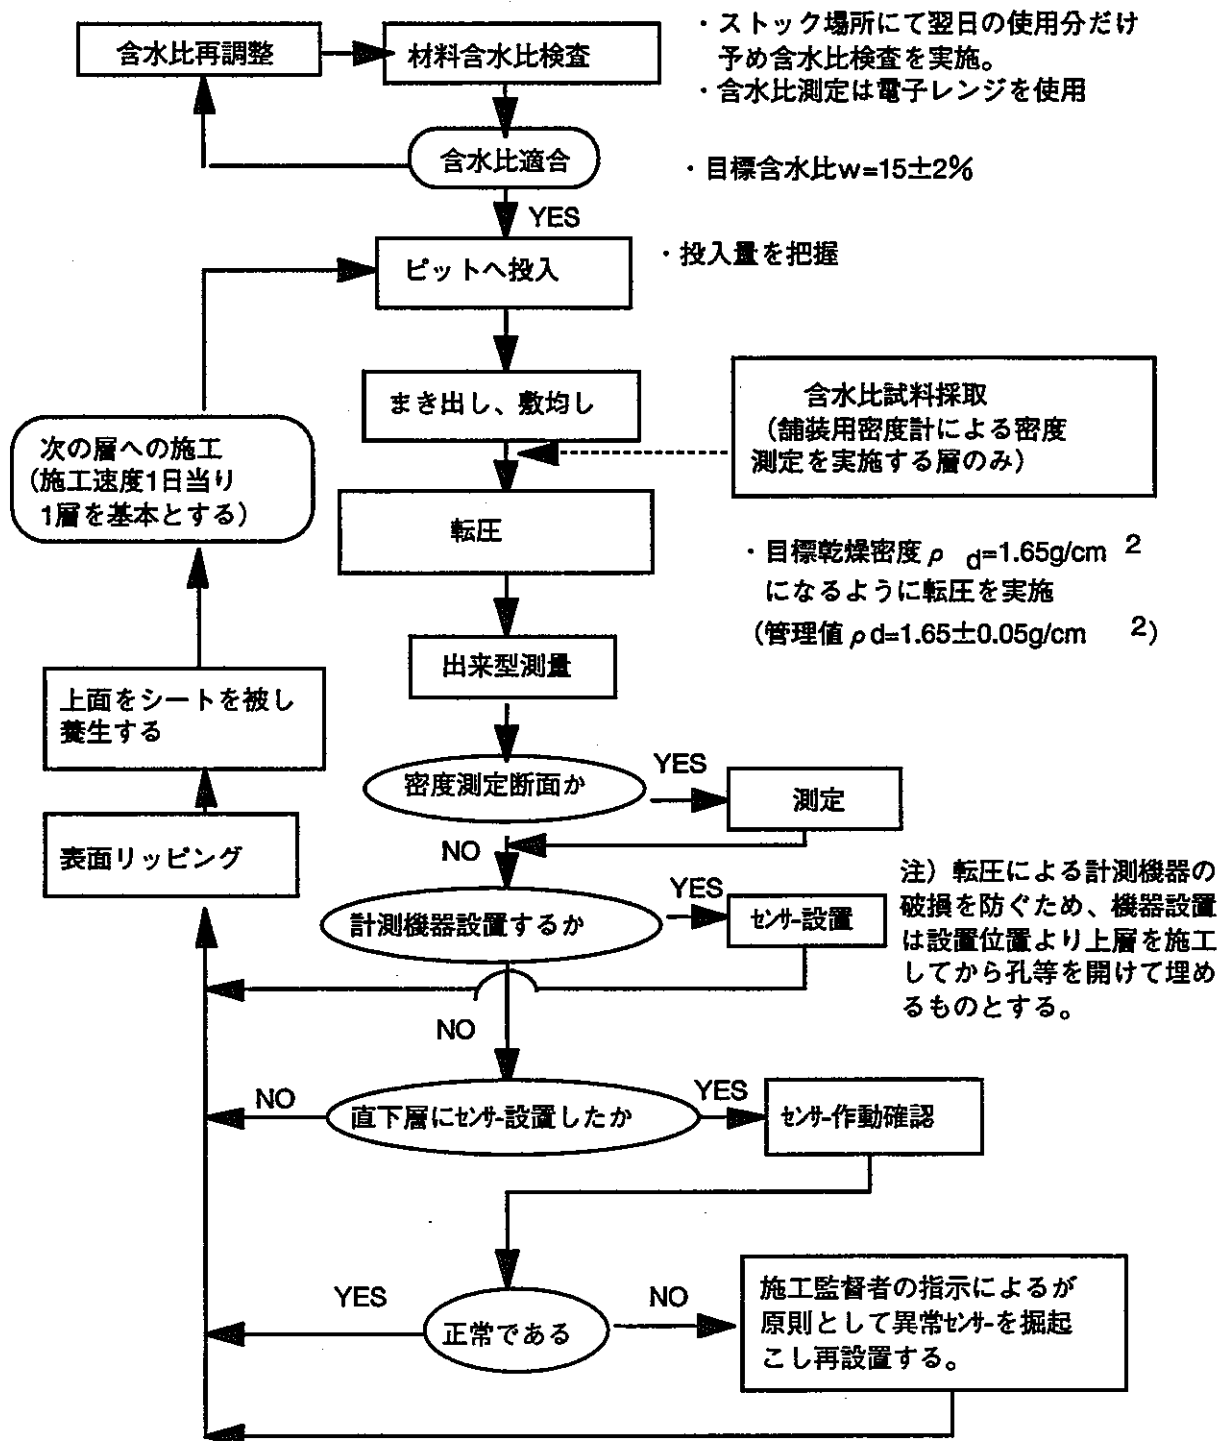 含水比再調整
材料含水比検査
・ストック場所にて翌日の使用分だけ
予め含水比検査を実施。
・含水比測定は電子レンジを使用
含水比適合
・目標含水比w=15±2%
YES
ピットへ投入
・投入量を把握
まき出し、敷均し
含水比試料採取
（舗装用密度計による密度
測定を実施する層のみ）
次の層への施工
（施工速度1日当り
1層を基本とする）
転圧
・目標乾燥密度ρ d=1.65g/cm 2
になるように転圧を実施
（管理値ρd=1.65±0.05g/cm 2）
出来型測量
上面をシートを被し
養生する
密度測定断面か
YES
測定
NO
表面リッピング
計測機器設置するか
YES
センサー設置
注）転圧による計測機器の
破損を防ぐため、機器設置
は設置位置より上層を施工
してから孔等を開けて埋め
るものとする。
NO
NO
直下層にセンサー設置したか
YES
センサー作動確認
YES
正常である
NO
施工監督者の指示によるが
原則として異常センサーを掘起
こし再設置する。